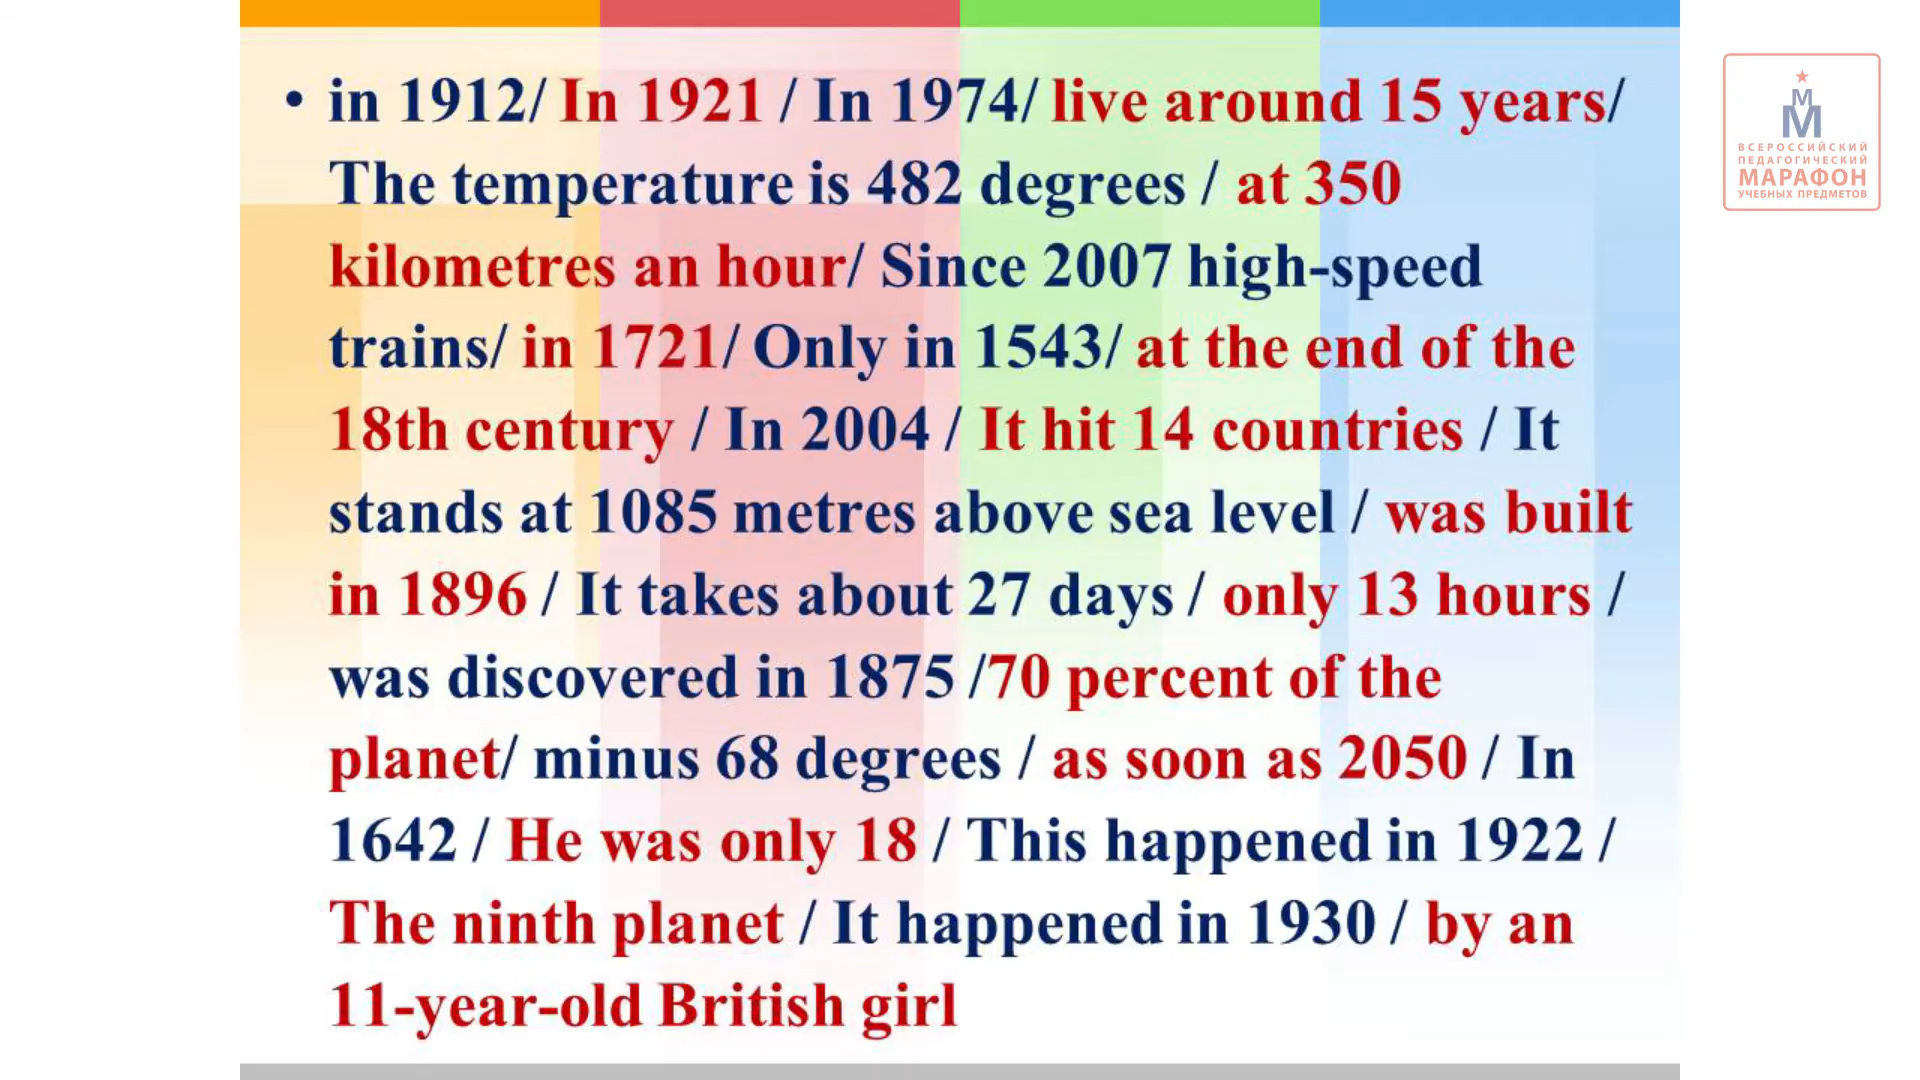 • in 1912/ In 1921 / In 1974/ live around 15 years/
The temperature is 482 degrees / at 350
kilometres an hour/ Since 2007 high-speed
trains/ in 1721/ Only in 1543/ at the end of the
18th century / In 2004 / It hit 14 countries / It
stands at 1085 metres above sea level / was built
in 1896 / It takes about 27 days / only 13 hours /
was discovered in 1875 /70 percent of the
planet/ minus 68 degrees / as soon as 2050 / In
1642 / He was only 18 / This happened in 1922 /
The ninth planet / It happened in 1930 / by an
11-year-old British girl
М
М
ВСЕРОССИЙСКИЙ
ПЕДАГОГИЧЕСКИЙ
МАРАФОН
УЧЕБНЫХ ПРЕДМЕТОВ